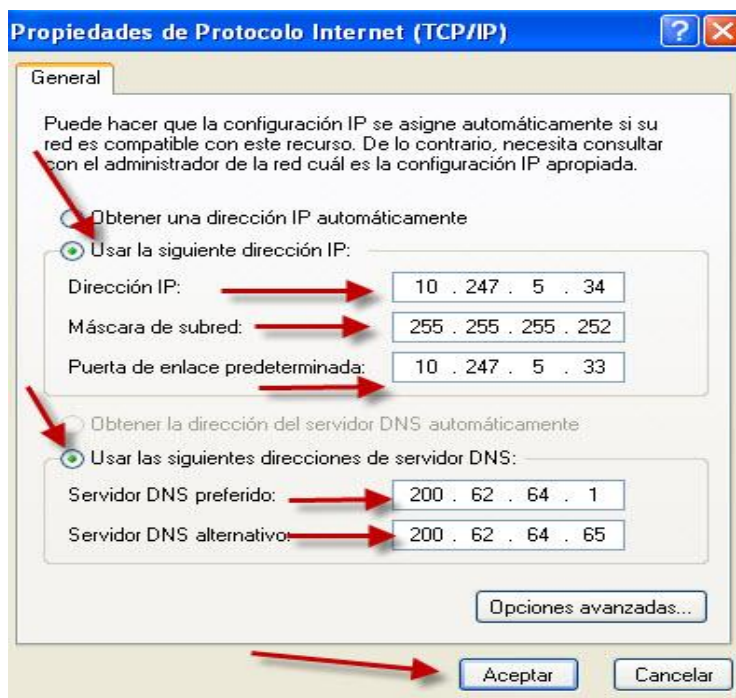 Propiedades de Protocolo Internet (TCP/IP)
General
Puede hacer que la configuración IP se asigne automáticamente si su
red es compatible con este recurso. De lo contrario, necesita consultar
con el administrador de la red cuál es la configuración IP apropiada.
Obtener una dirección IP automáticamente
Usar la siguiente dirección IP:
Dirección IP: 10 . 247 . 5 . 34
Máscara de subred: 255 . 255 . 255 . 252
Puerta de enlace predeterminada: 10 . 247 . 5 . 33
Obtener la dirección del servidor DNS automáticamente
Usar las siguientes direcciones de servidor DNS:
Servidor DNS preferido: 200 . 62 . 64 . 1
Servidor DNS alternativo: 200 . 62 . 64 . 65
Opciones avanzadas...
Aceptar Cancelar